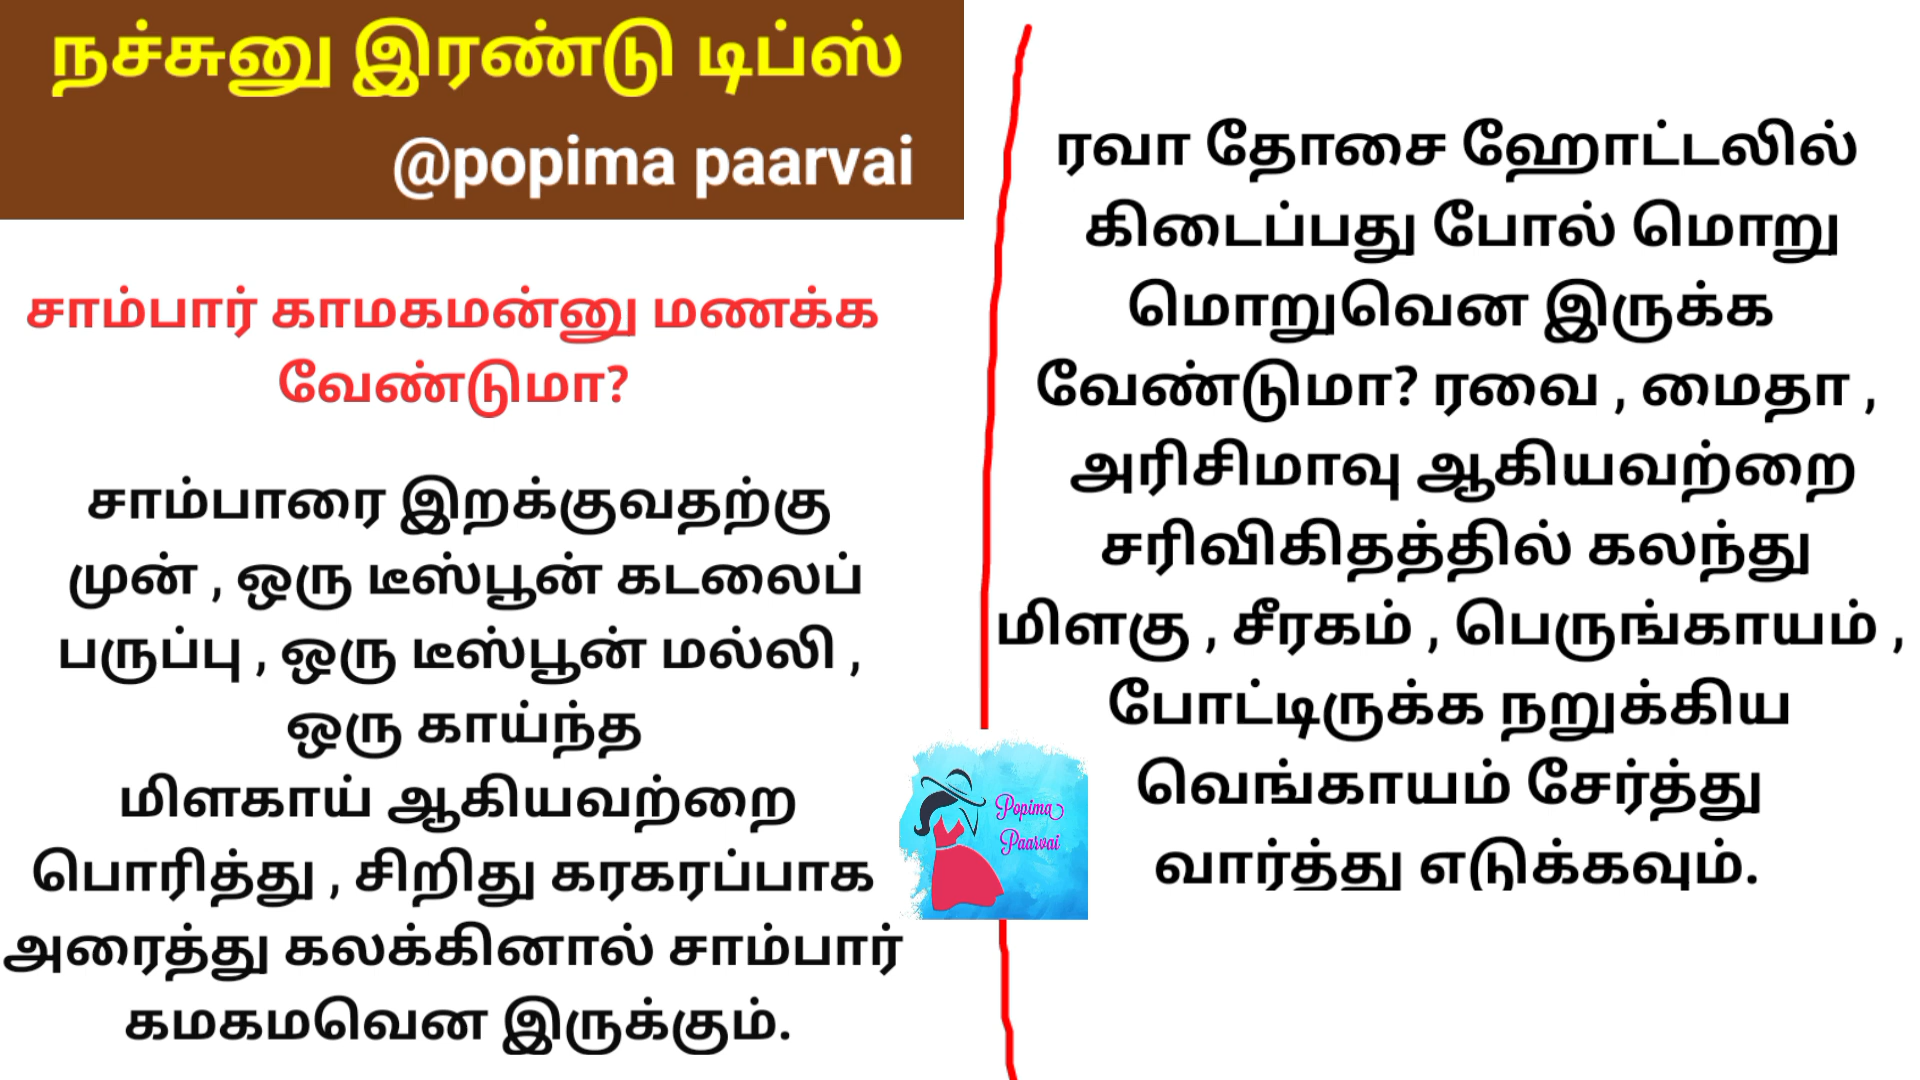 நச்சுனு இரண்டு டிப்ஸ்
@popima paarvai
சாம்பார் காமகமன்னு மணக்க
வேண்டுமா?
சாம்பாரை இறக்குவதற்கு
முன் , ஒரு டீஸ்பூன் கடலைப்
பருப்பு , ஒரு டீஸ்பூன் மல்லி ,
ஒரு காய்ந்த
மிளகாய் ஆகியவற்றை
பொரித்து , சிறிது கரகரப்பாக
அரைத்து கலக்கினால் சாம்பார்
கமகமவென இருக்கும்.
ரவா தோசை ஹோட்டலில்
கிடைப்பது போல் மொறு
மொறுவென இருக்க
வேண்டுமா? ரவை , மைதா ,
அரிசிமாவு ஆகியவற்றை
சரிவிகிதத்தில் கலந்து
மிளகு , சீரகம் , பெருங்காயம் ,
போட்டிருக்க நறுக்கிய
வெங்காயம் சேர்த்து
வார்த்து எடுக்கவும்.
Popima
Paarvai